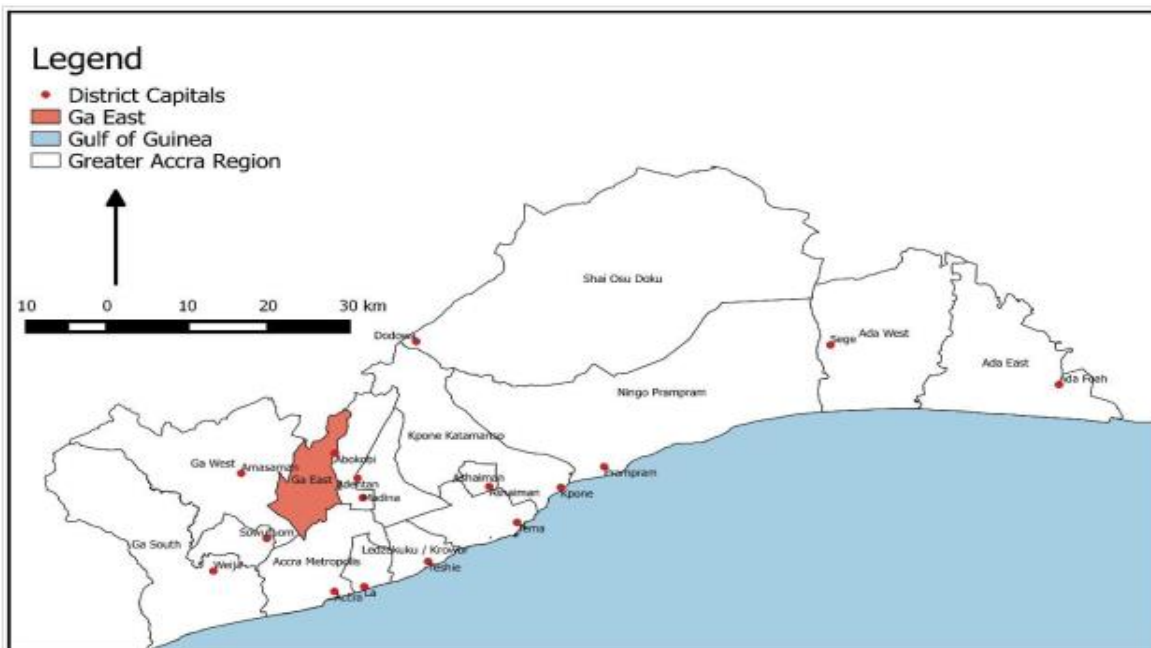 Legend
District Capitals
Ga East
Gulf of Guinea
Greater Accra Region
10 0 10 20 30 km
Shai Osu Doku
Dodowa
Sege
Ada West
Ada East
Ada Foah
Ningo Prampram
Kpone Katamanso
Ga West
Amasaman
Abokobi
Ga East
Adentan
Madina
Ashaiman
Ashaiman
Prampram
Kpone
Tema
Ga South
Weija
Accra Metropolis
Ledzokuku / Krowor
Teshie
Accra
La